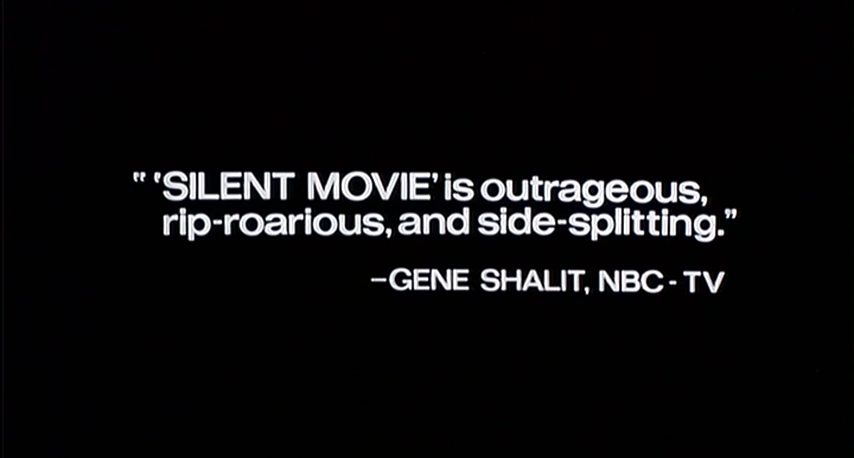 " 'SILENT MOVIE' is outrageous,
rip-roarious, and side-splitting."
–GENE SHALIT, NBC-TV